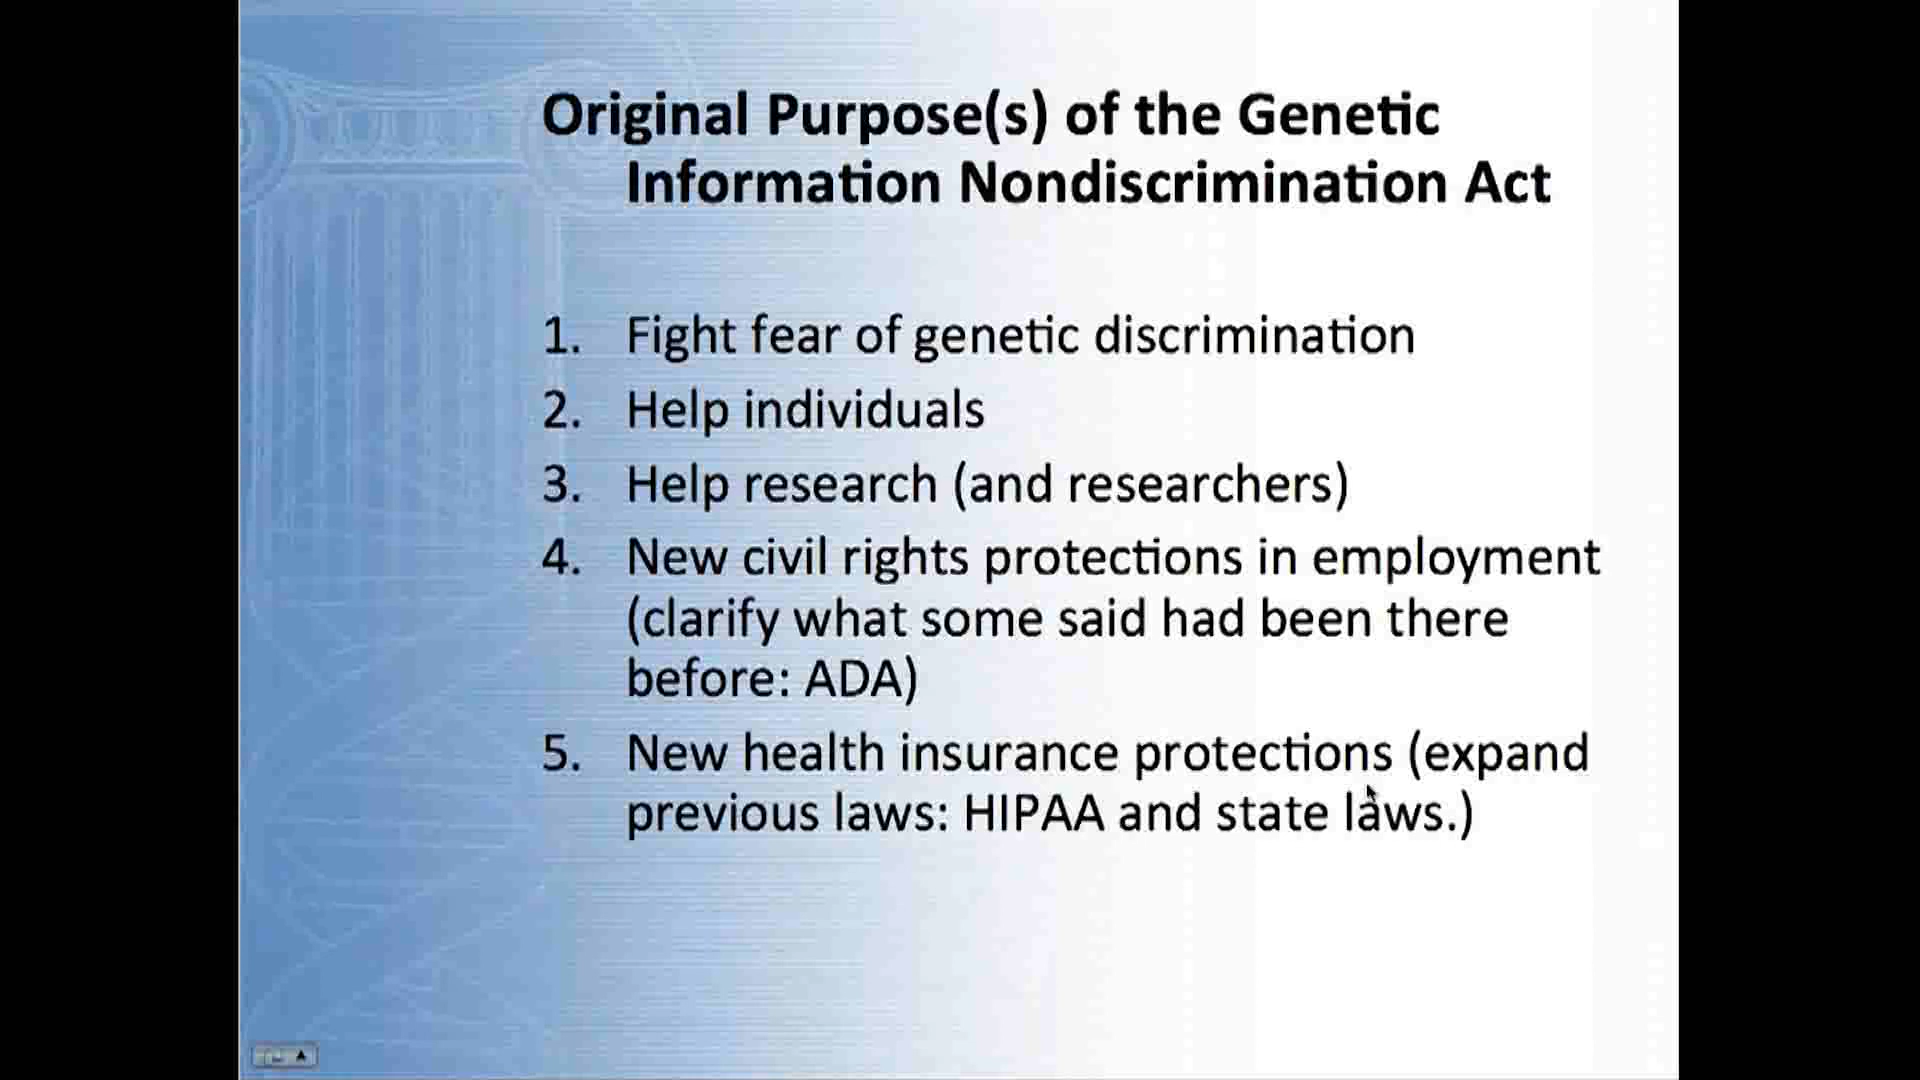 Original Purpose(s) of the Genetic
Information Nondiscrimination Act
1. Fight fear of genetic discrimination
2. Help individuals
3. Help research (and researchers)
4. New civil rights protections in employment
(clarify what some said had been there
before: ADA)
5. New health insurance protections (expand
previous laws: HIPAA and state laws.)